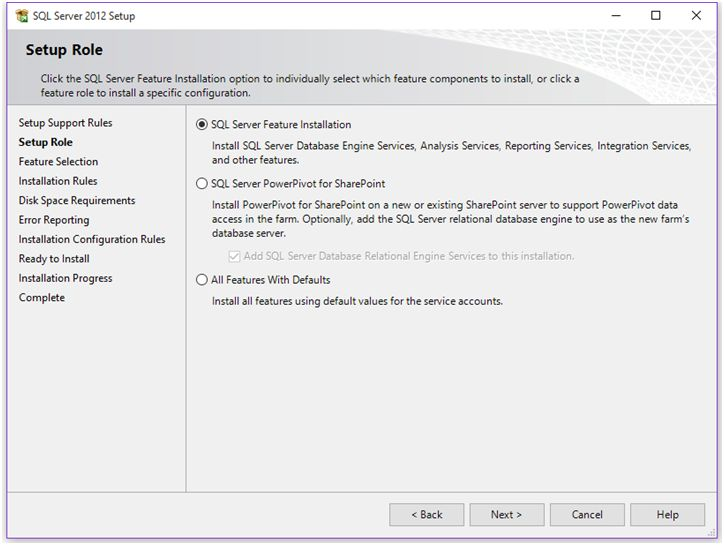 SQL Server 2012 Setup
Setup Role
Click the SQL Server Feature Installation option to individually select which feature components to install, or click a
feature role to install a specific configuration.
Setup Support Rules
Setup Role
Feature Selection
Installation Rules
Disk Space Requirements
Error Reporting
Installation Configuration Rules
Ready to Install
Installation Progress
Complete
SQL Server Feature Installation
Install SQL Server Database Engine Services, Analysis Services, Reporting Services, Integration Services,
and other features.
SQL Server PowerPivot for SharePoint
Install PowerPivot for SharePoint on a new or existing SharePoint server to support PowerPivot data
access in the farm. Optionally, add the SQL Server relational database engine to use as the new farm's
database server.
Add SQL Server Database Relational Engine Services to this installation.
All Features With Defaults
Install all features using default values for the service accounts.
< Back
Next >
Cancel
Help